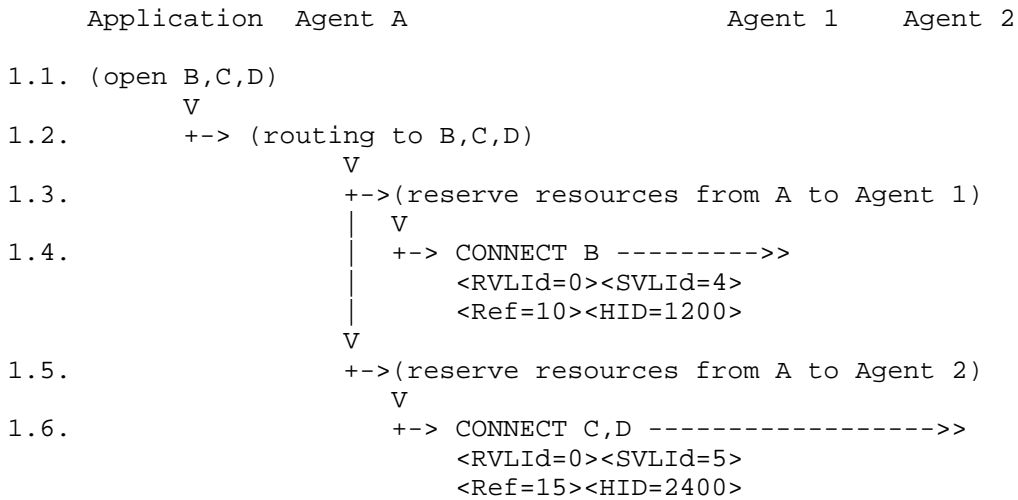 Application  Agent A                    Agent 1    Agent 2

1.1. (open B,C,D)
           V
1.2.       +-> (routing to B,C,D)
                     V
1.3.                 +->(reserve resources from A to Agent 1)
                     |  V
1.4.                 |  +-> CONNECT B --------->>
                     |      <RVLId=0><SVLId=4>
                     |      <Ref=10><HID=1200>
                     V
1.5.                 +->(reserve resources from A to Agent 2)
                        V
1.6.                    +-> CONNECT C,D ------------------>>
                            <RVLId=0><SVLId=5>
                            <Ref=15><HID=2400>